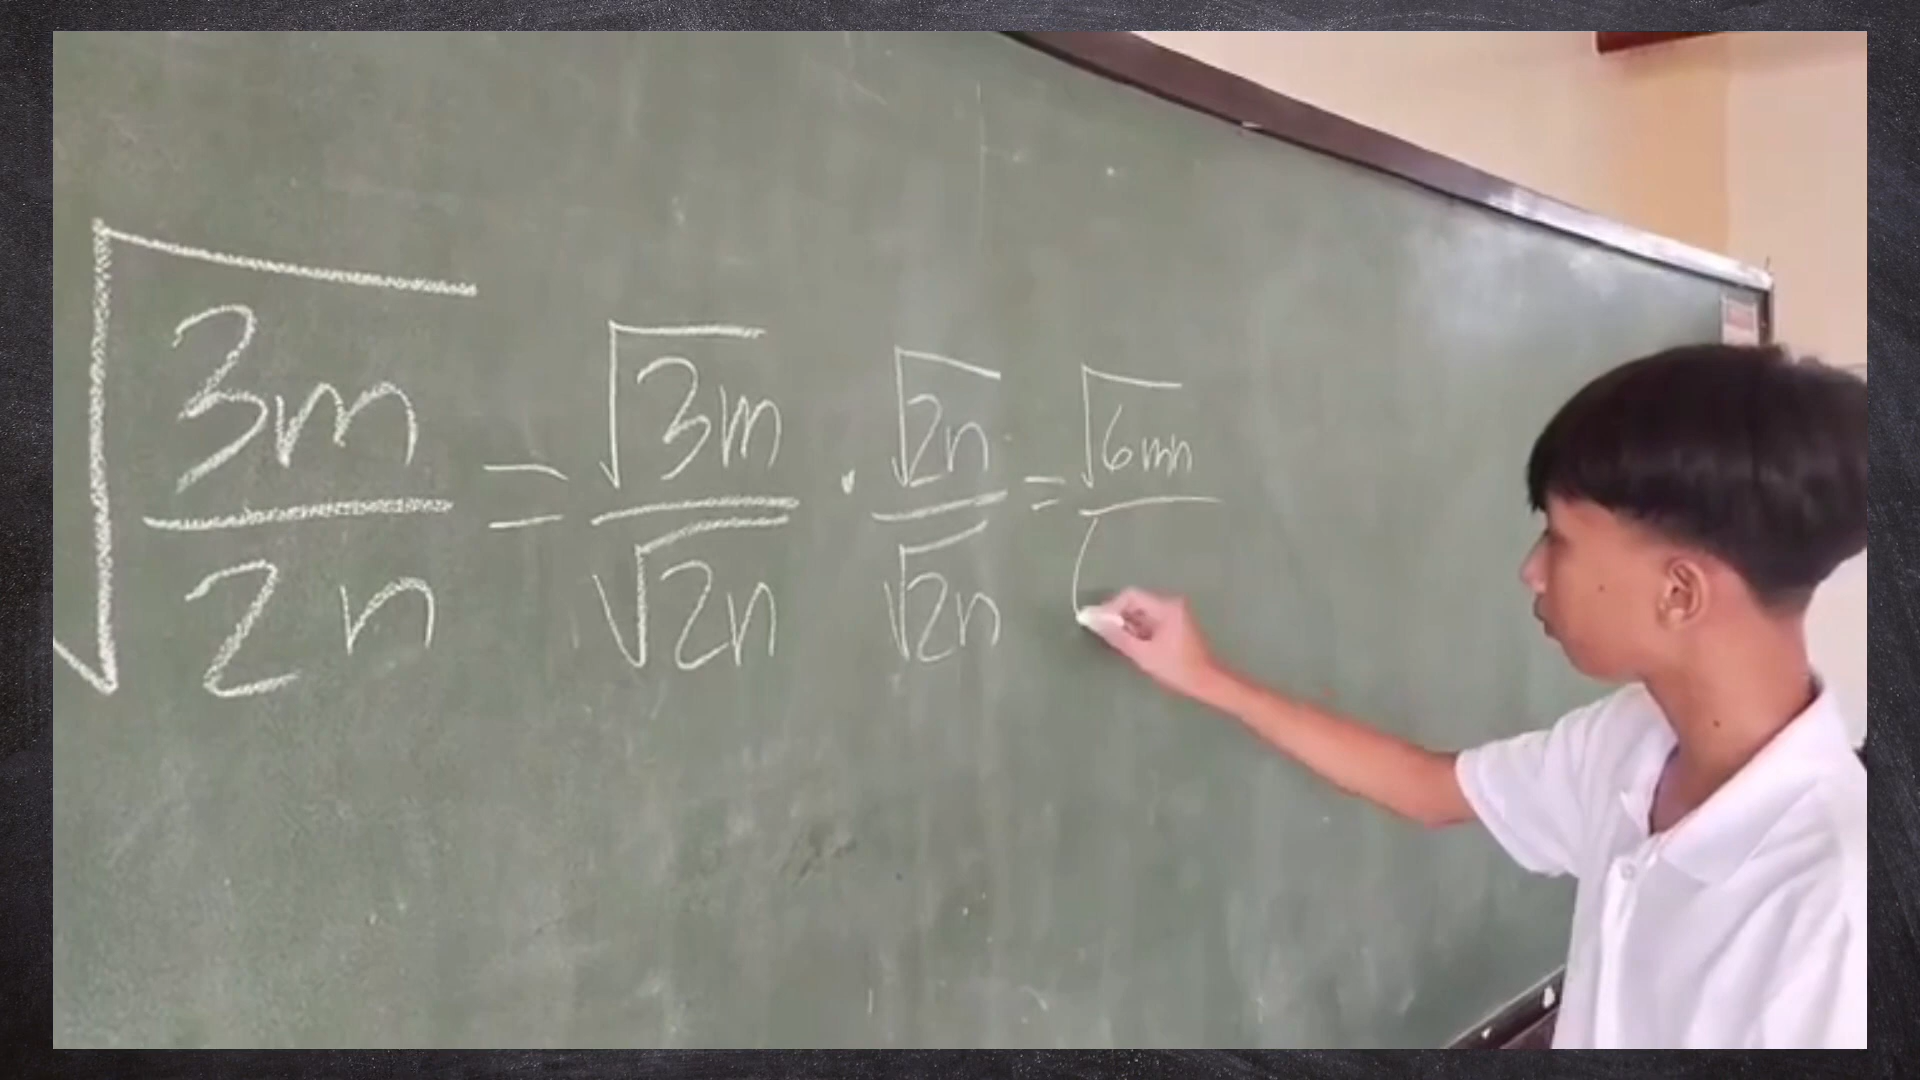 √(3m/2n) = √3m/√2n · √2n/√2n = √6mn/(